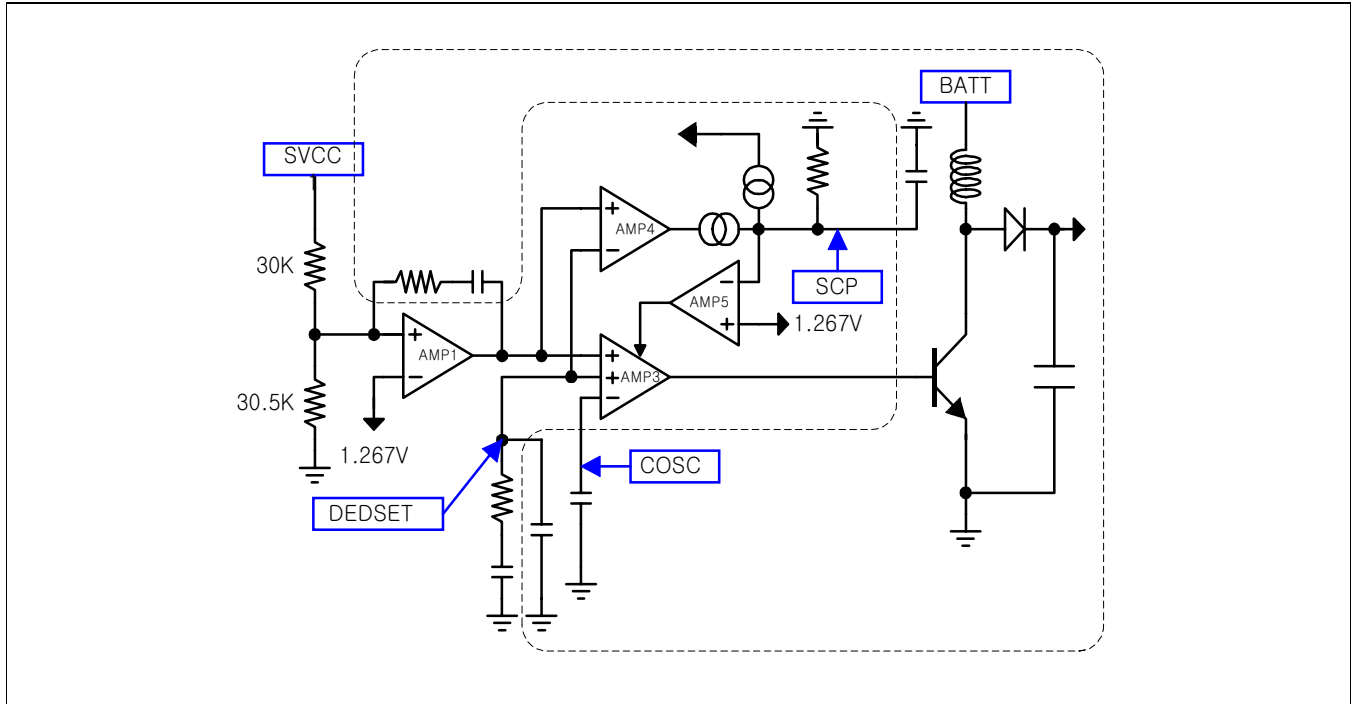 BATT
SVCC
+
AMP4
−
30K
SCP
−
AMP5
+
1.267V
+
AMP1
−
+
+
AMP3
−
30.5K
1.267V
COSC
DEDSET